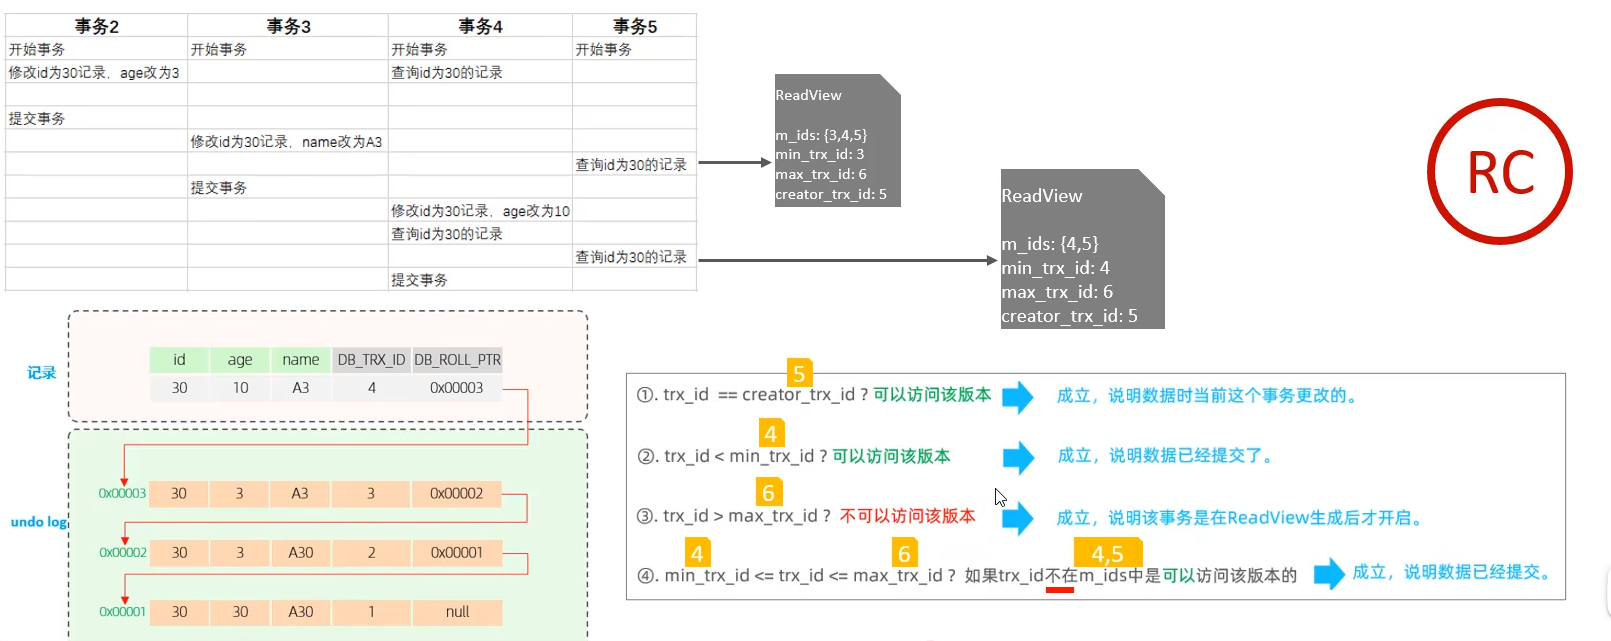 事务2 事务3 事务4 事务5
开始事务 开始事务 开始事务 开始事务
修改id为30记录，age改为3 查询id为30的记录
提交事务
修改id为30记录，name改为A3
查询id为30的记录
提交事务
修改id为30记录，age改为10
查询id为30的记录
查询id为30的记录
提交事务
ReadView
m_ids: {3,4,5}
min_trx_id: 3
max_trx_id: 6
creator_trx_id: 5
ReadView
m_ids: {4,5}
min_trx_id: 4
max_trx_id: 6
creator_trx_id: 5
RC
记录
id age name DB_TRX_ID DB_ROLL_PTR
30 10 A3 4 0x00003
undo log
0x00003 30 3 A3 3 0x00002
0x00002 30 3 A30 2 0x00001
0x00001 30 30 A30 1 null
5
①. trx_id == creator_trx_id ? 可以访问该版本 成立，说明数据时当前这个事务更改的。
4
②. trx_id < min_trx_id ? 可以访问该版本 成立，说明数据已经提交了。
6
③. trx_id > max_trx_id ? 不可以访问该版本 成立，说明该事务是在ReadView生成后才开启。
4 6 4,5
④. min_trx_id <= trx_id <= max_trx_id ? 如果trx_id不在m_ids中是可以访问该版本的 成立，说明数据已经提交。